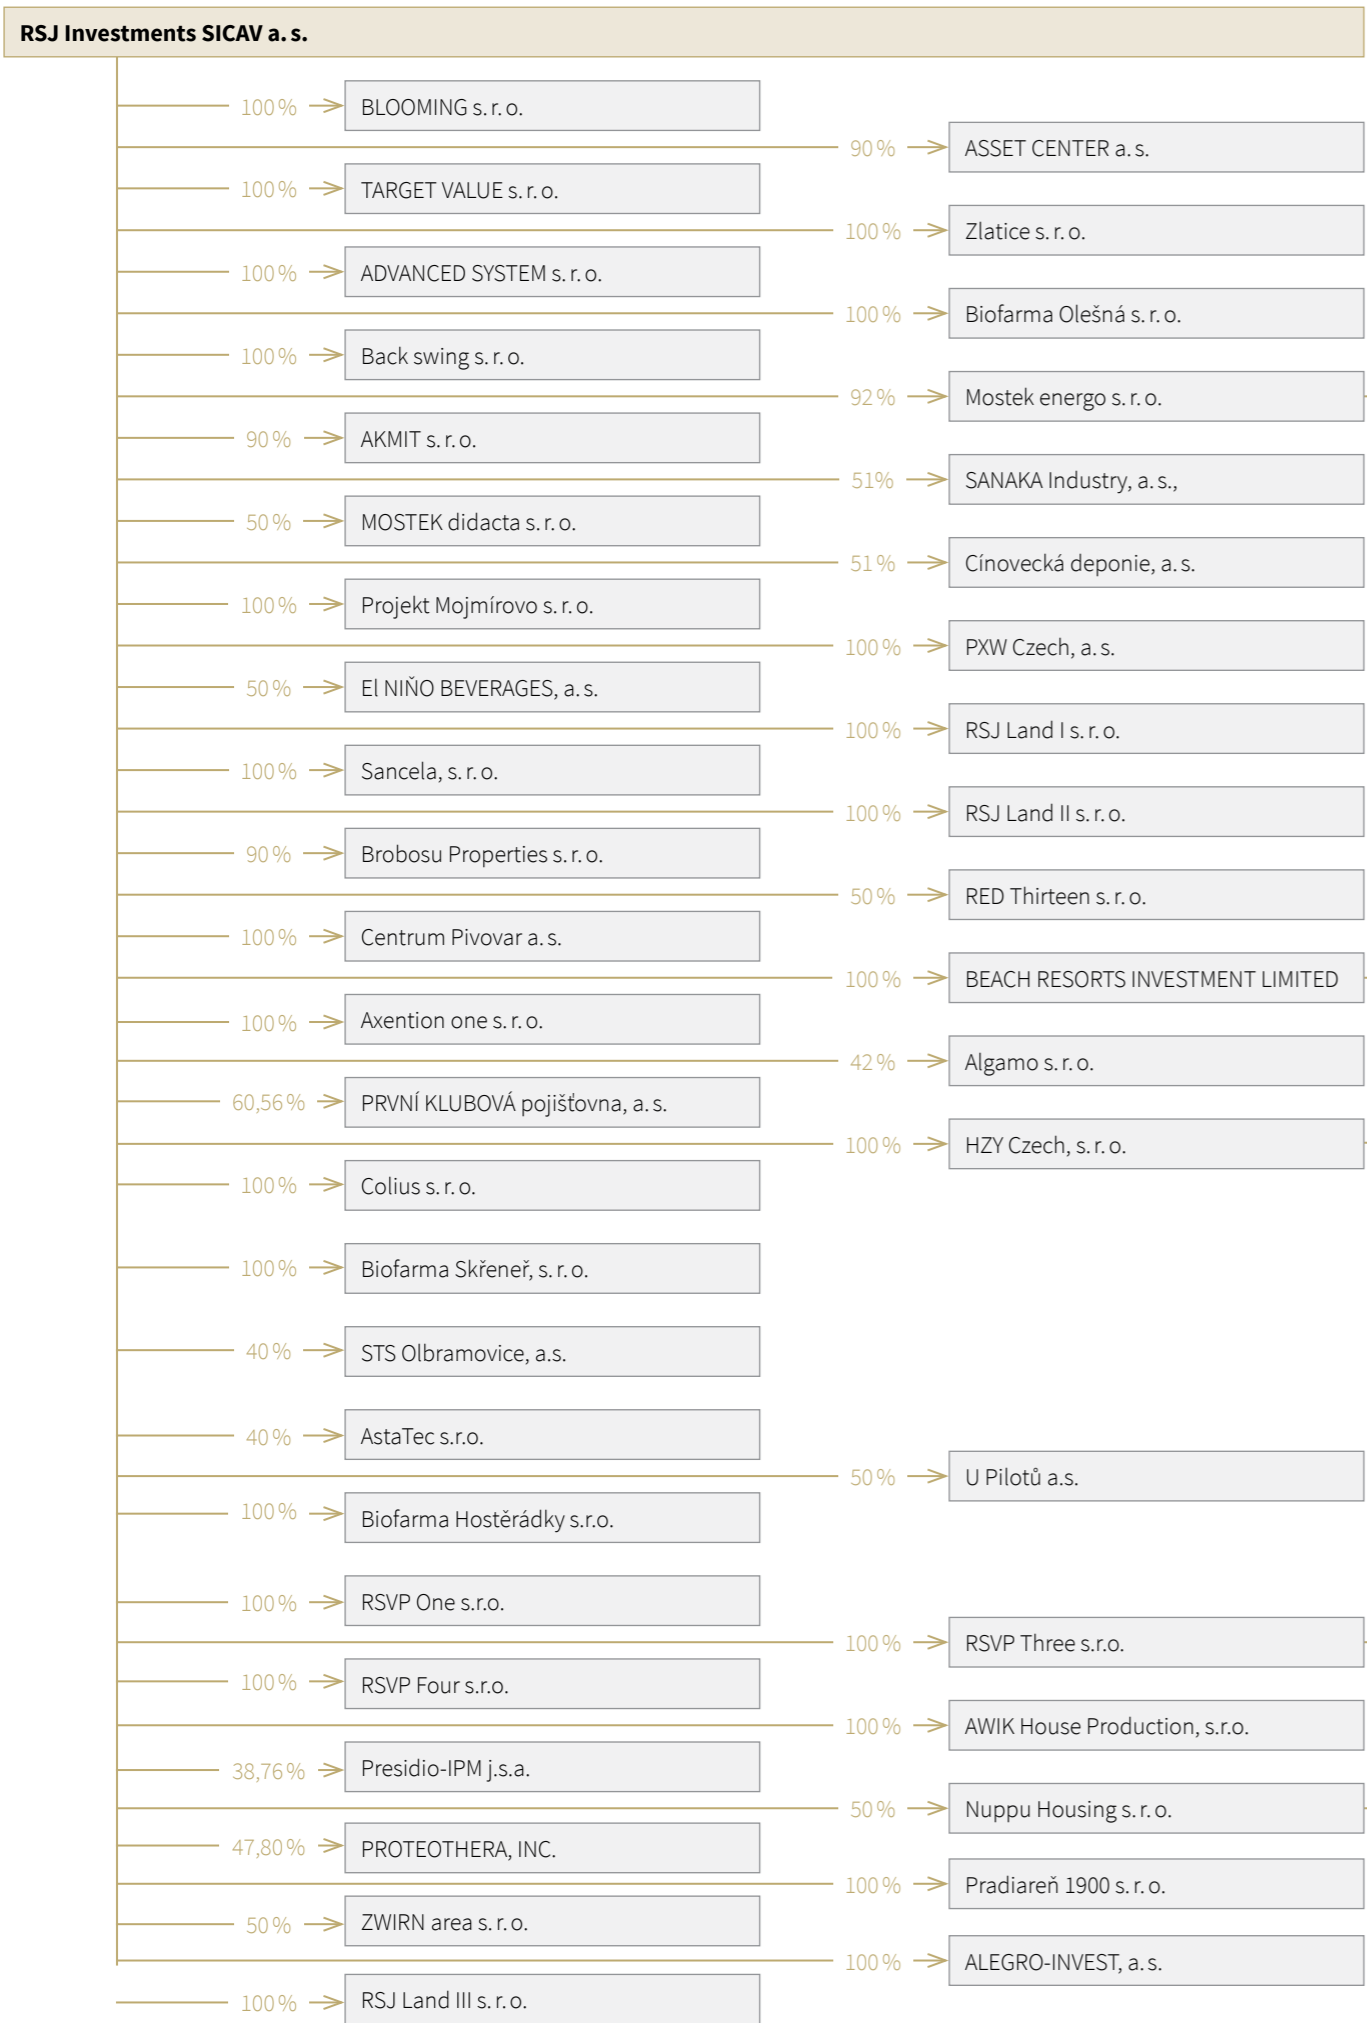 RSJ Investments SICAV a. s.
100 % BLOOMING s. r. o.
90 % ASSET CENTER a. s.
100 % TARGET VALUE s. r. o.
100 % Zlatice s. r. o.
100 % ADVANCED SYSTEM s. r. o.
100 % Biofarma Olešná s. r. o.
100 % Back swing s. r. o.
92 % Mostek energo s. r. o.
90 % AKMIT s. r. o.
51% SANAKA Industry, a. s.,
50 % MOSTEK didacta s. r. o.
51 % Cínovecká deponie, a. s.
100 % Projekt Mojmírovo s. r. o.
100 % PXW Czech, a. s.
50 % El NIŇO BEVERAGES, a. s.
100 % RSJ Land I s. r. o.
100 % Sancela, s. r. o.
100 % RSJ Land II s. r. o.
90 % Brobosu Properties s. r. o.
50 % RED Thirteen s. r. o.
100 % Centrum Pivovar a. s.
100 % BEACH RESORTS INVESTMENT LIMITED
100 % Axention one s. r. o.
42 % Algamo s. r. o.
60,56 % PRVNÍ KLUBOVÁ pojišťovna, a. s.
100 % HZY Czech, s. r. o.
100 % Colius s. r. o.
100 % Biofarma Skřeneř, s. r. o.
40 % STS Olbramovice, a.s.
40 % AstaTec s.r.o.
50 % U Pilotů a.s.
100 % Biofarma Hostěrádky s.r.o.
100 % RSVP One s.r.o.
100 % RSVP Three s.r.o.
100 % RSVP Four s.r.o.
100 % AWIK House Production, s.r.o.
38,76 % Presidio-IPM j.s.a.
50 % Nuppu Housing s. r. o.
47,80 % PROTEOTHERA, INC.
100 % Pradiareň 1900 s. r. o.
50 % ZWIRN area s. r. o.
100 % ALEGRO-INVEST, a. s.
100 % RSJ Land III s. r. o.